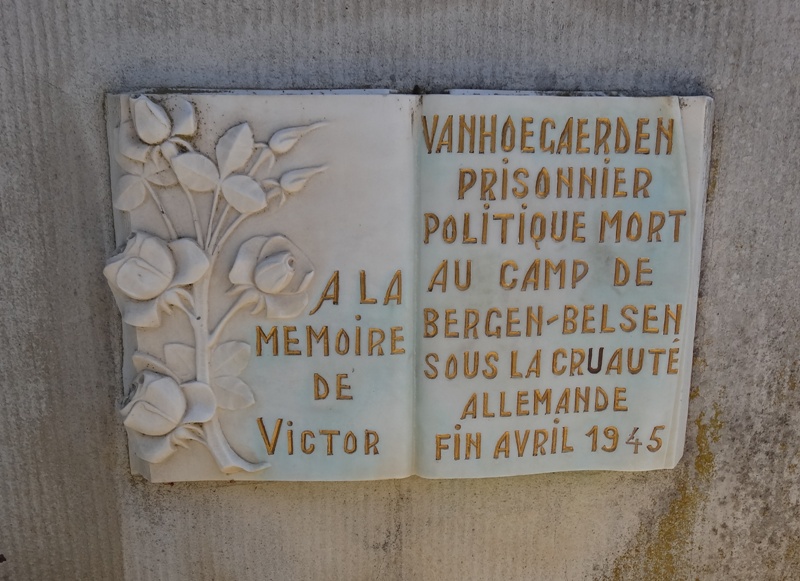 A LA
MEMOIRE
DE
VICTOR
VANHOEGAERDEN
PRISONNIER
POLITIQUE MORT
AU CAMP DE
BERGEN-BELSEN
SOUS LA CRUAUTÉ
ALLEMANDE
FIN AVRIL 1945